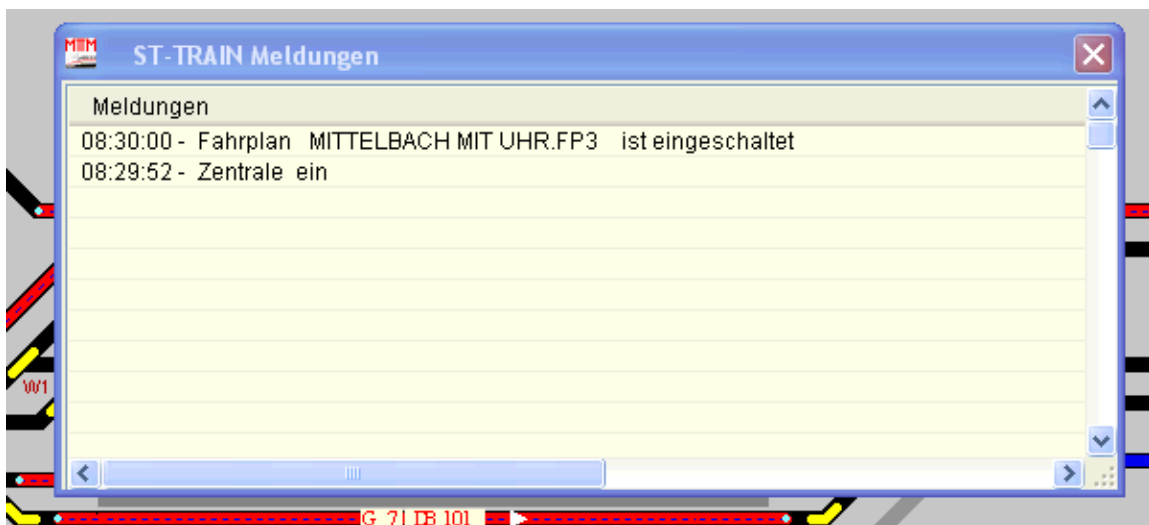 MTTM
ST-TRAIN Meldungen
Meldungen
08:30:00 - Fahrplan MITTELBACH MIT UHR.FP3 ist eingeschaltet
08:29:52 - Zentrale ein
W1
G 7| DB 101